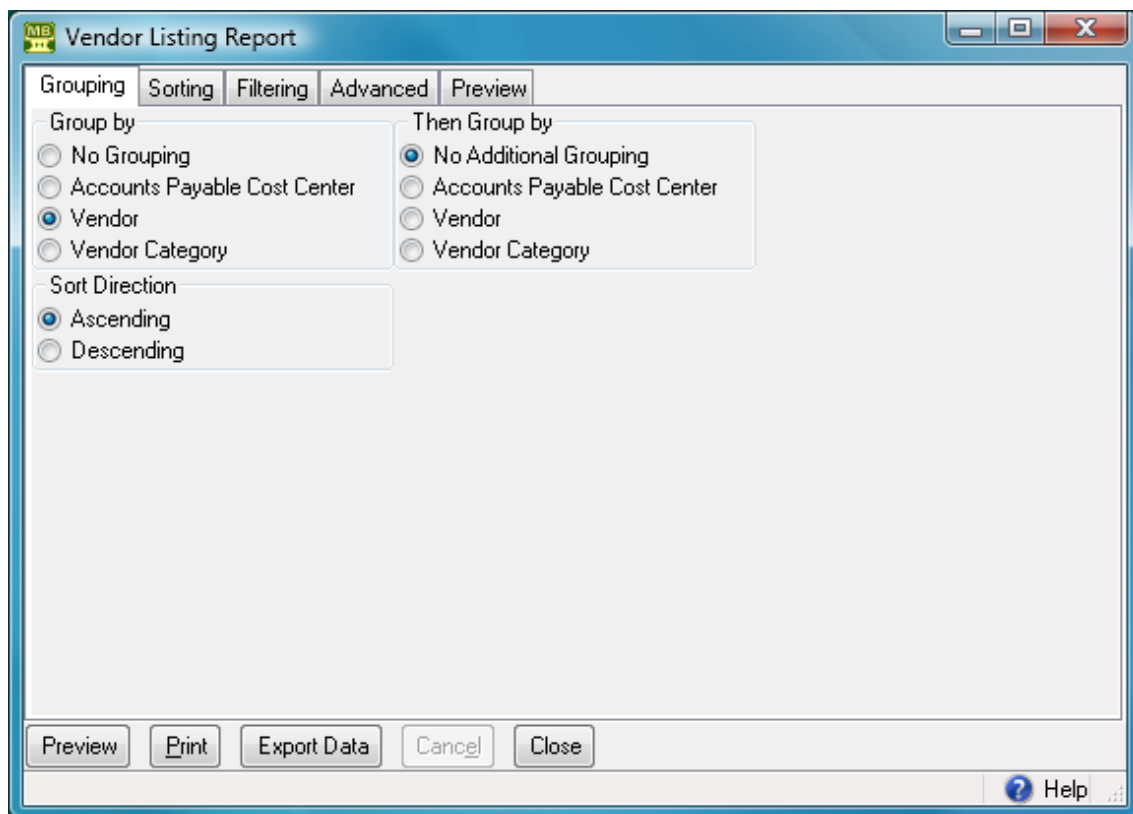 MB
III
Vendor Listing Report
Grouping Sorting Filtering Advanced Preview
Group by Then Group by
No Grouping No Additional Grouping
Accounts Payable Cost Center Accounts Payable Cost Center
Vendor Vendor
Vendor Category Vendor Category
Sort Direction
Ascending
Descending
Preview Print Export Data Cancel Close
? Help